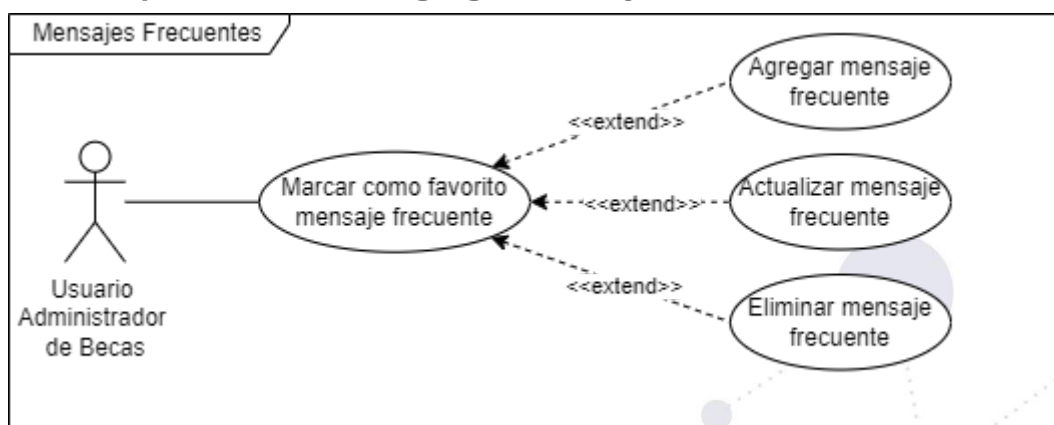 Mensajes Frecuentes
Agregar mensaje
frecuente
<<extend>>
Marcar como favorito
mensaje frecuente
<<extend>>
Actualizar mensaje
frecuente
<<extend>>
Eliminar mensaje
frecuente
Usuario
Administrador
de Becas